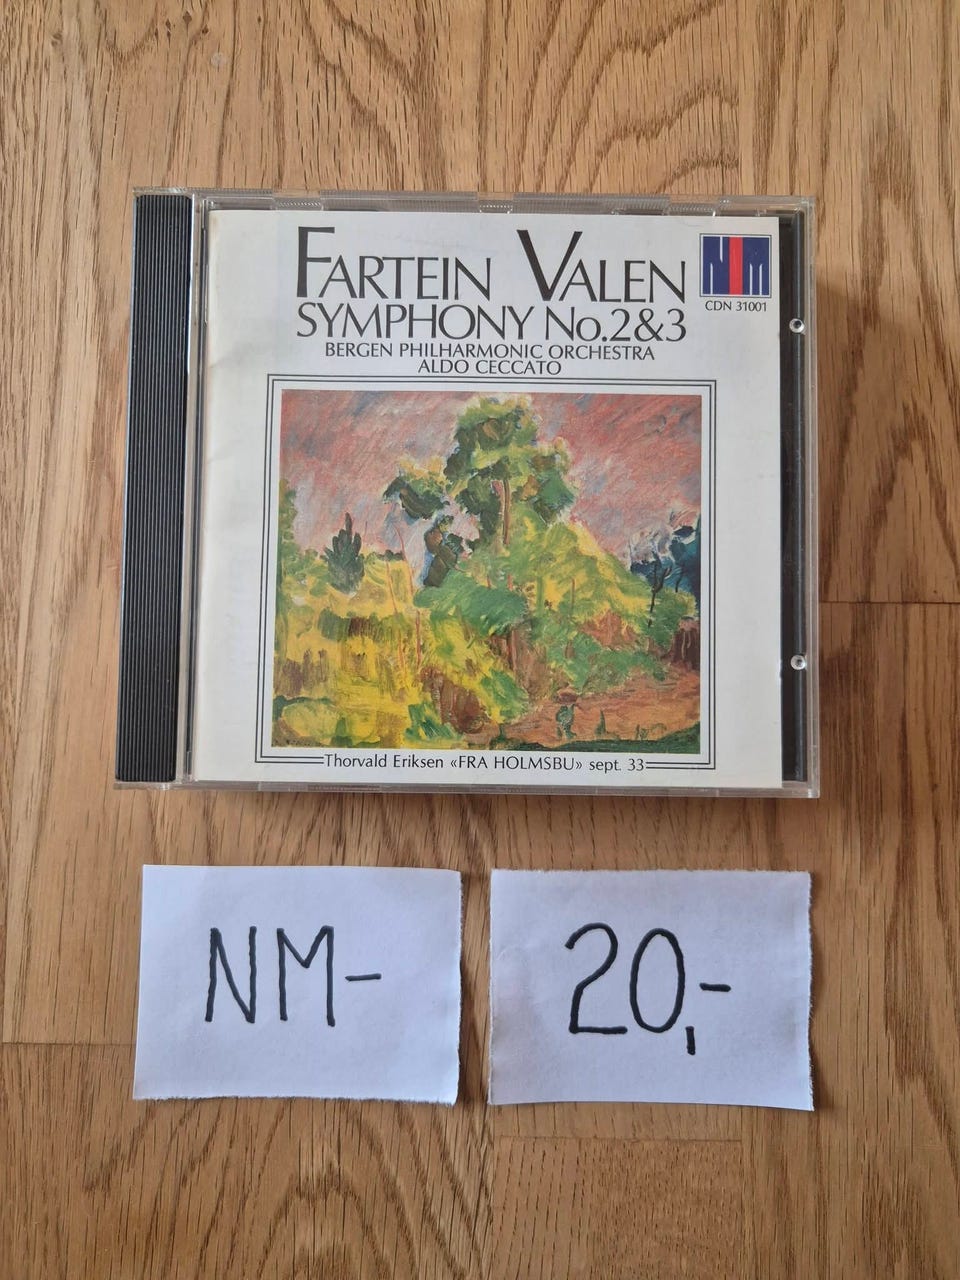 FARTEIN VALEN
SYMPHONY No.2&3
BERGEN PHILHARMONIC ORCHESTRA
ALDO CECCATO
NM
CDN 31001
Thorvald Eriksen «FRA HOLMSBU» sept. 33
NM-
20,-